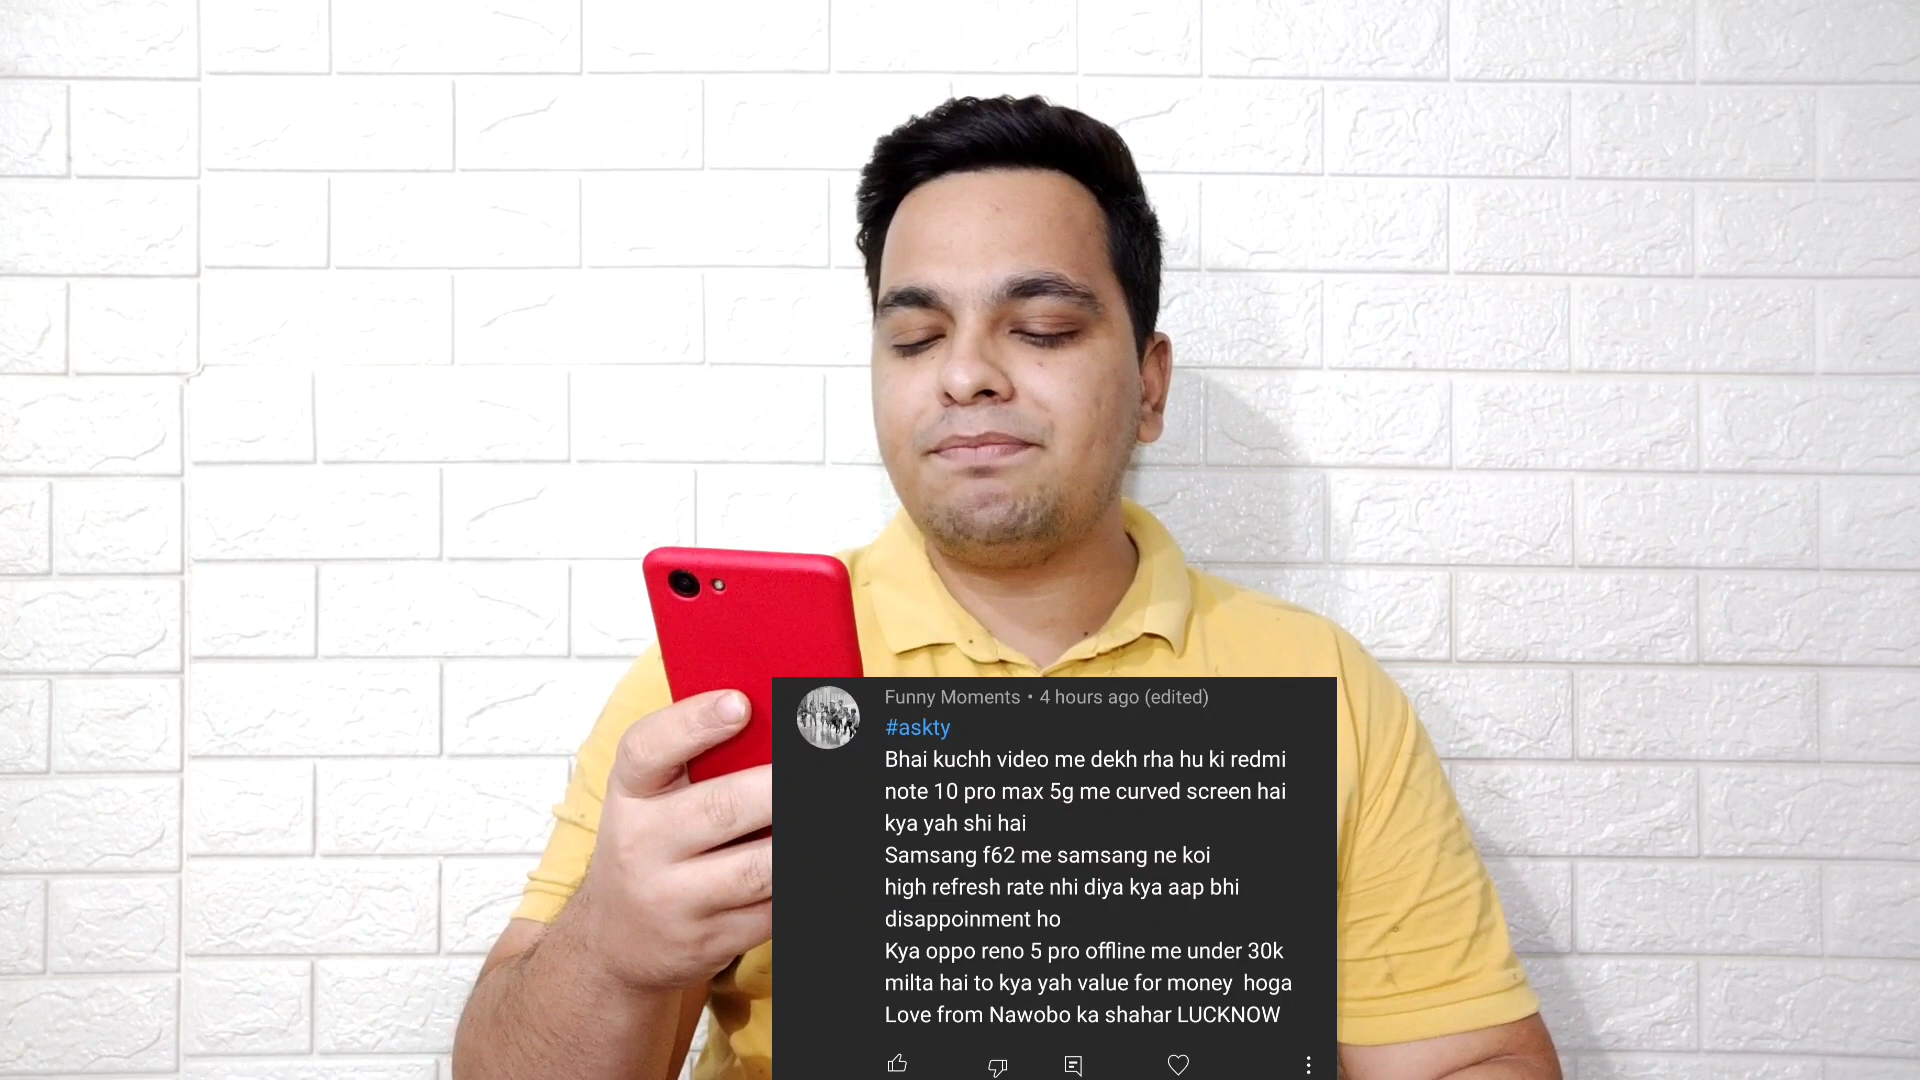 Funny Moments • 4 hours ago (edited)
#askty
Bhai kuchh video me dekh rha hu ki redmi
note 10 pro max 5g me curved screen hai
kya yah shi hai
Samsang f62 me samsang ne koi
high refresh rate nhi diya kya aap bhi
disappointment ho
Kya oppo reno 5 pro offline me under 30k
milta hai to kya yah value for money  hoga
Love from Nawobo ka shahar LUCKNOW